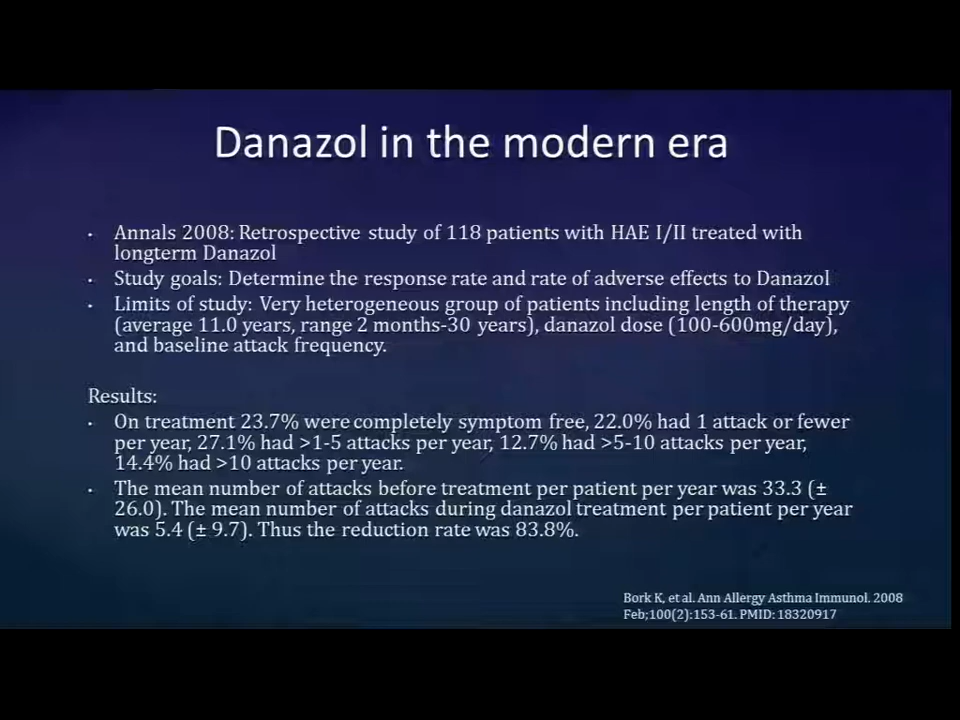 Danazol in the modern era
• Annals 2008: Retrospective study of 118 patients with HAE I/II treated with
longterm Danazol
• Study goals: Determine the response rate and rate of adverse effects to Danazol
• Limits of study: Very heterogeneous group of patients including length of therapy
(average 11.0 years, range 2 months-30 years), danazol dose (100-600mg/day),
and baseline attack frequency.
Results:
• On treatment 23.7% were completely symptom free, 22.0% had 1 attack or fewer
per year, 27.1% had >1-5 attacks per year, 12.7% had >5-10 attacks per year,
14.4% had >10 attacks per year.
• The mean number of attacks before treatment per patient per year was 33.3 (±
26.0). The mean number of attacks during danazol treatment per patient per year
was 5.4 (± 9.7). Thus the reduction rate was 83.8%.
Bork K, et al. Ann Allergy Asthma Immunol. 2008
Feb;100(2):153-61. PMID: 18320917